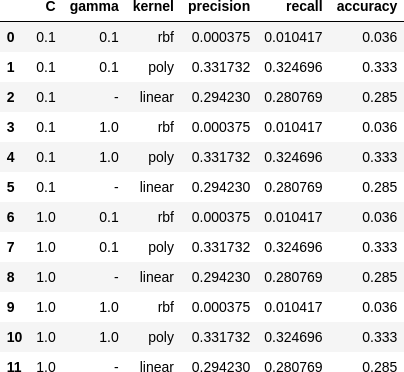 C gamma kernel precision recall accuracy
0 0.1 0.1 rbf 0.000375 0.010417 0.036
1 0.1 0.1 poly 0.331732 0.324696 0.333
2 0.1 - linear 0.294230 0.280769 0.285
3 0.1 1.0 rbf 0.000375 0.010417 0.036
4 0.1 1.0 poly 0.331732 0.324696 0.333
5 0.1 - linear 0.294230 0.280769 0.285
6 1.0 0.1 rbf 0.000375 0.010417 0.036
7 1.0 0.1 poly 0.331732 0.324696 0.333
8 1.0 - linear 0.294230 0.280769 0.285
9 1.0 1.0 rbf 0.000375 0.010417 0.036
10 1.0 1.0 poly 0.331732 0.324696 0.333
11 1.0 - linear 0.294230 0.280769 0.285